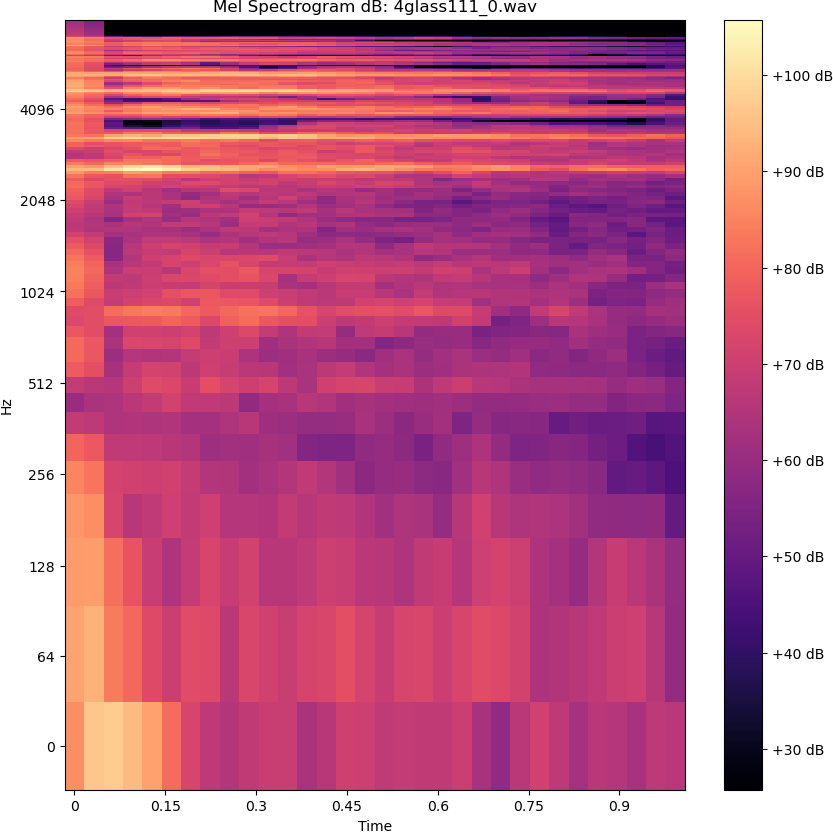 Mel Spectrogram dB: 4glass111_0.wav
+100 dB
4096
+90 dB
2048
+80 dB
1024
+70 dB
512
Hz
+60 dB
256
+50 dB
128
+40 dB
64
+30 dB
0
0 0.15 0.3 0.45 0.6 0.75 0.9
Time